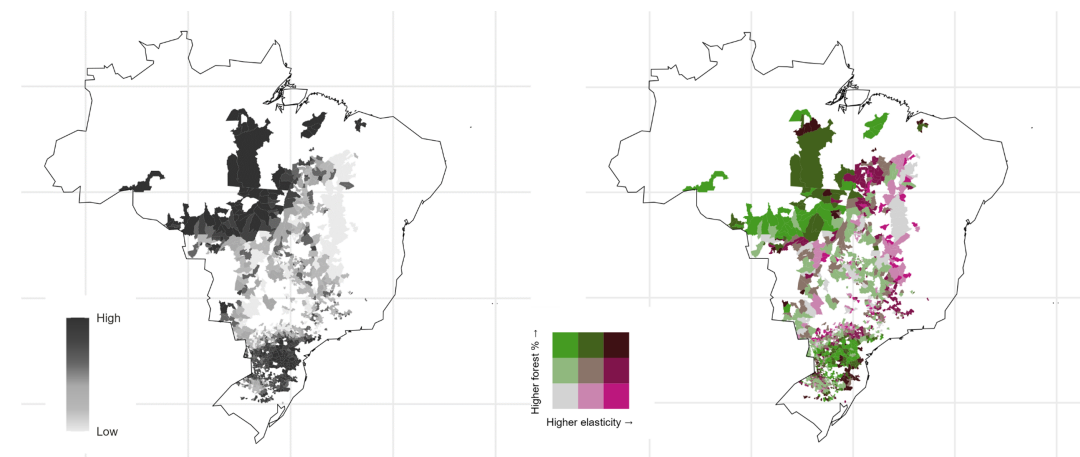 High
Low
Higher forest % →
Higher elasticity →